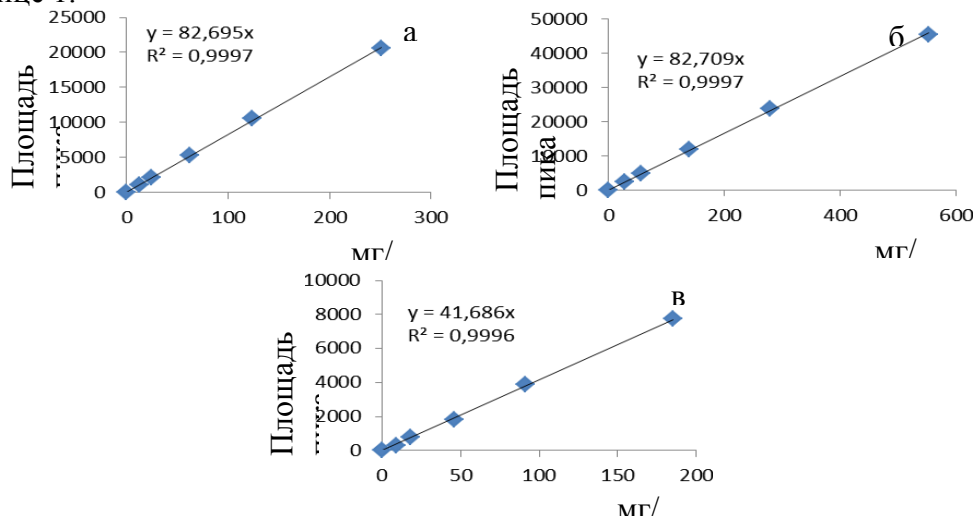 y = 82,695x
R² = 0,9997
а
25000
20000
15000
10000
5000
0
0 100 200 300
Площадь
мг/
y = 82,709x
R² = 0,9997
б
50000
40000
30000
20000
10000
0
0 200 400 600
Площадь
пика
мг/
y = 41,686x
R² = 0,9996
в
10000
8000
6000
4000
2000
0
0 50 100 150 200
Площадь
мг/